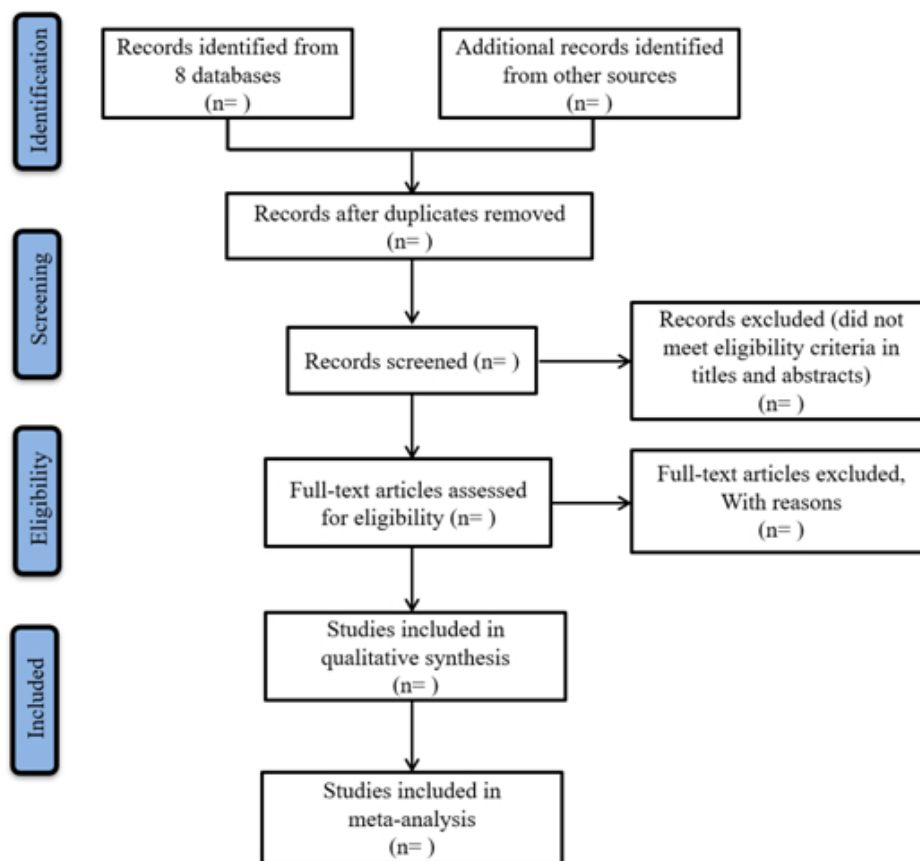 Identification
Records identified from
8 databases
(n= )
Additional records identified
from other sources
(n= )
Records after duplicates removed
(n= )
Screening
Records screened (n= )
Records excluded (did not
meet eligibility criteria in
titles and abstracts)
(n= )
Eligibility
Full-text articles assessed
for eligibility (n= )
Full-text articles excluded,
With reasons
(n= )
Included
Studies included in
qualitative synthesis
(n= )
Studies included in
meta-analysis
(n= )